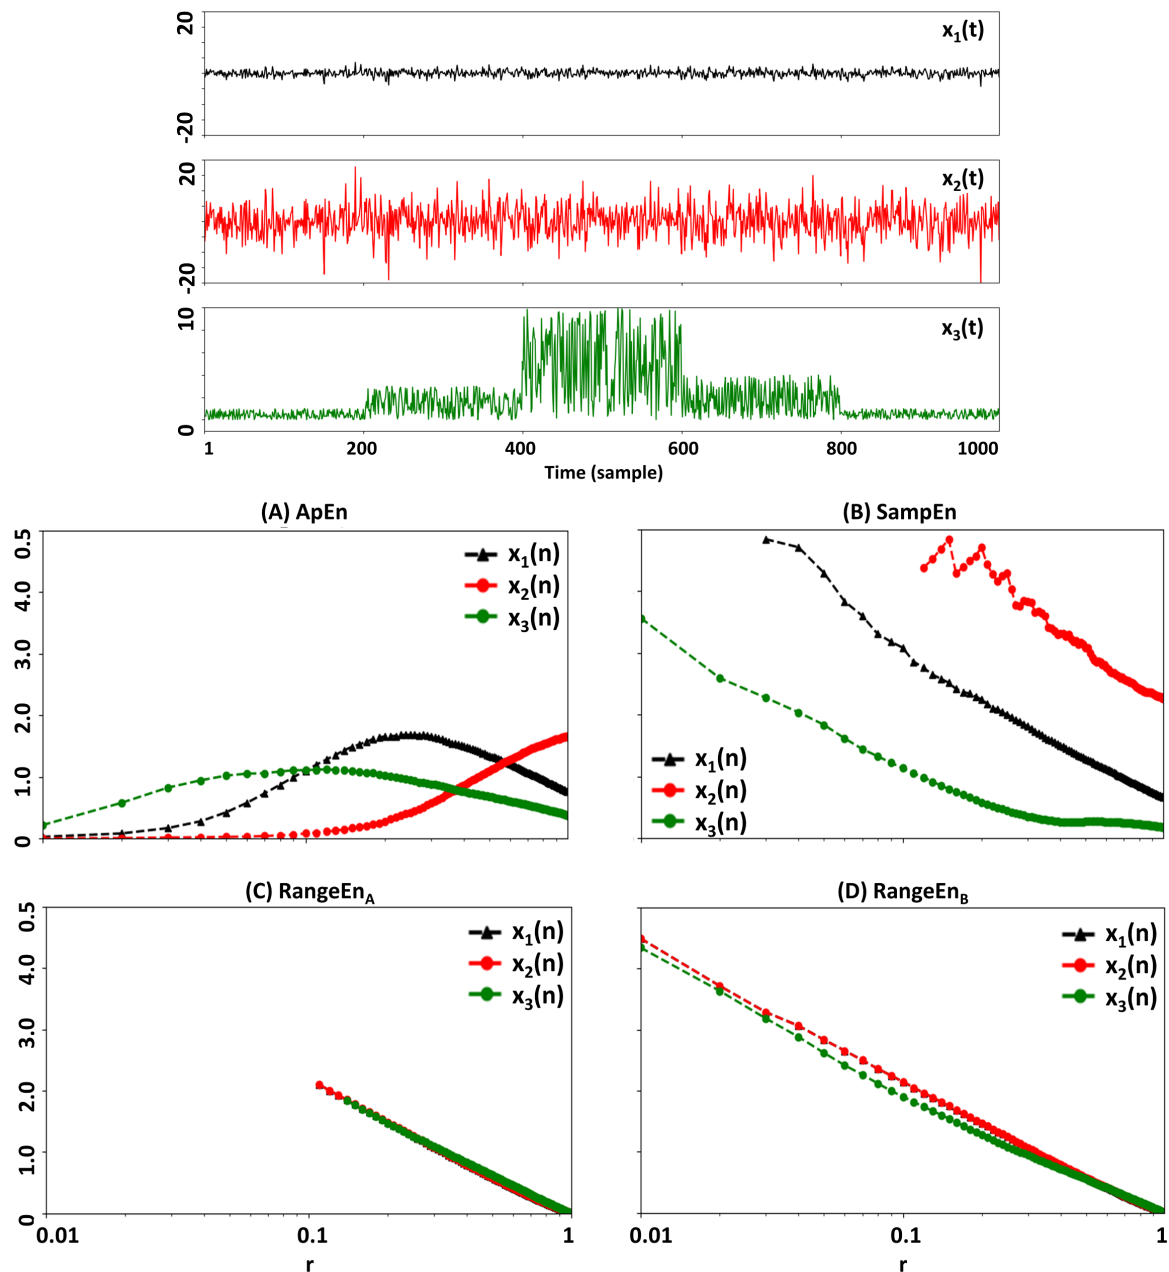 20
-20
x1(t)
20
-20
x2(t)
10
0
x3(t)
1 200 400 600 800 1000
Time (sample)
(A) ApEn
0.5
4.0
3.0
2.0
1.0
0
x1(n)
x2(n)
x3(n)
(B) SampEn
x1(n)
x2(n)
x3(n)
(C) RangeEnA
0.5
4.0
3.0
2.0
1.0
0
x1(n)
x2(n)
x3(n)
0.01 0.1 1
r
(D) RangeEnB
x1(n)
x2(n)
x3(n)
0.01 0.1 1
r